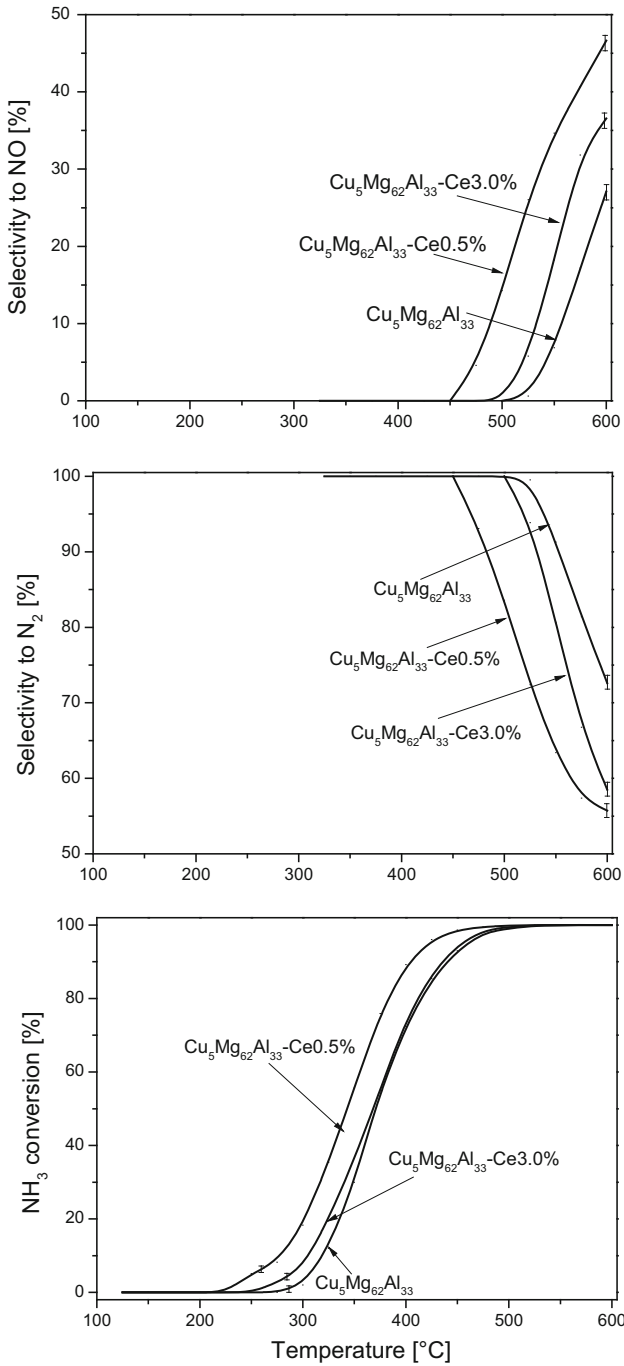 50
40
30
20
10
0
Selectivity to NO [%]
Cu₅Mg₆₂Al₃₃-Ce3.0%
Cu₅Mg₆₂Al₃₃-Ce0.5%
Cu₅Mg₆₂Al₃₃
100 200 300 400 500 600
100
90
80
70
60
50
Selectivity to N₂ [%]
Cu₅Mg₆₂Al₃₃
Cu₅Mg₆₂Al₃₃-Ce0.5%
Cu₅Mg₆₂Al₃₃-Ce3.0%
100 200 300 400 500 600
100
80
60
40
20
0
NH₃ conversion [%]
Cu₅Mg₆₂Al₃₃-Ce0.5%
Cu₅Mg₆₂Al₃₃-Ce3.0%
Cu₅Mg₆₂Al₃₃
100 200 300 400 500 600
Temperature [°C]